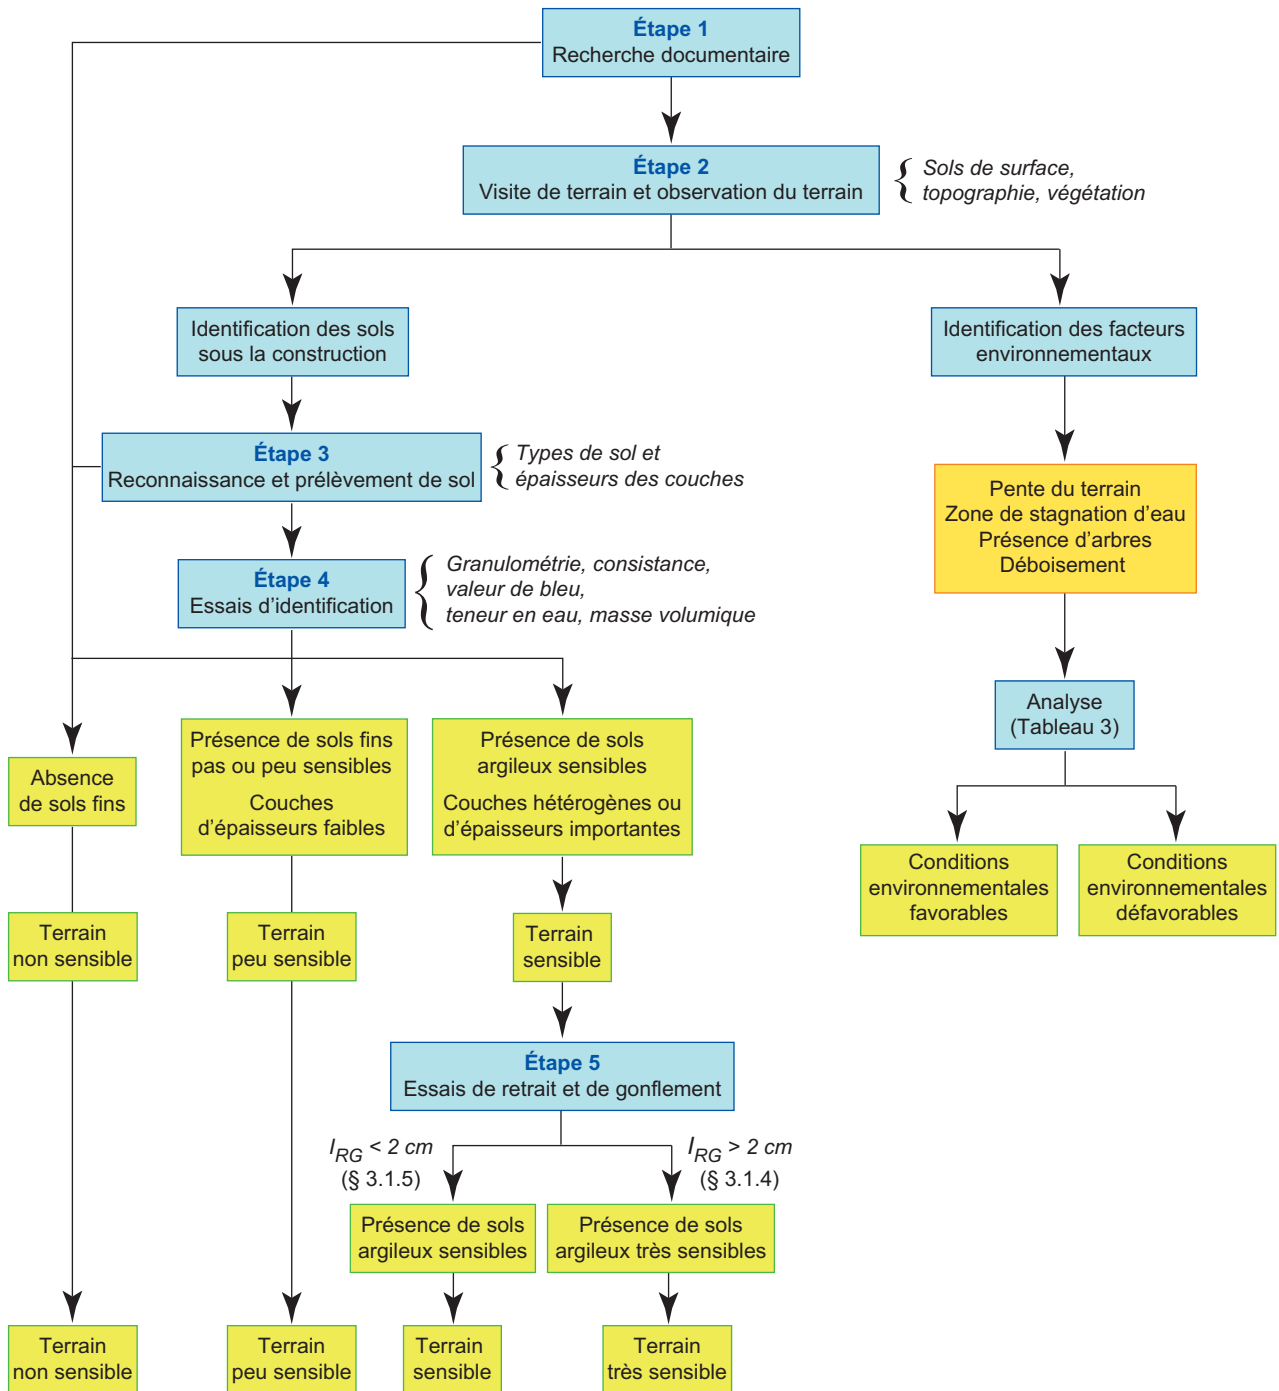 Étape 1
Recherche documentaire
Étape 2
Visite de terrain et observation du terrain
Sols de surface,
topographie, végétation
Identification des sols
sous la construction
Identification des facteurs
environnementaux
Étape 3
Reconnaissance et prélèvement de sol
Types de sol et
épaisseurs des couches
Pente du terrain
Zone de stagnation d'eau
Présence d'arbres
Déboisement
Étape 4
Essais d'identification
Granulométrie, consistance,
valeur de bleu,
teneur en eau, masse volumique
Analyse
(Tableau 3)
Absence
de sols fins
Présence de sols fins
pas ou peu sensibles
Couches
d'épaisseurs faibles
Présence de sols
argileux sensibles
Couches hétérogènes ou
d'épaisseurs importantes
Conditions
environnementales
favorables
Conditions
environnementales
défavorables
Terrain
non sensible
Terrain
peu sensible
Terrain
sensible
Étape 5
Essais de retrait et de gonflement
I_RG < 2 cm
(§ 3.1.5)
I_RG > 2 cm
(§ 3.1.4)
Présence de sols
argileux sensibles
Présence de sols
argileux très sensibles
Terrain
non sensible
Terrain
peu sensible
Terrain
sensible
Terrain
très sensible